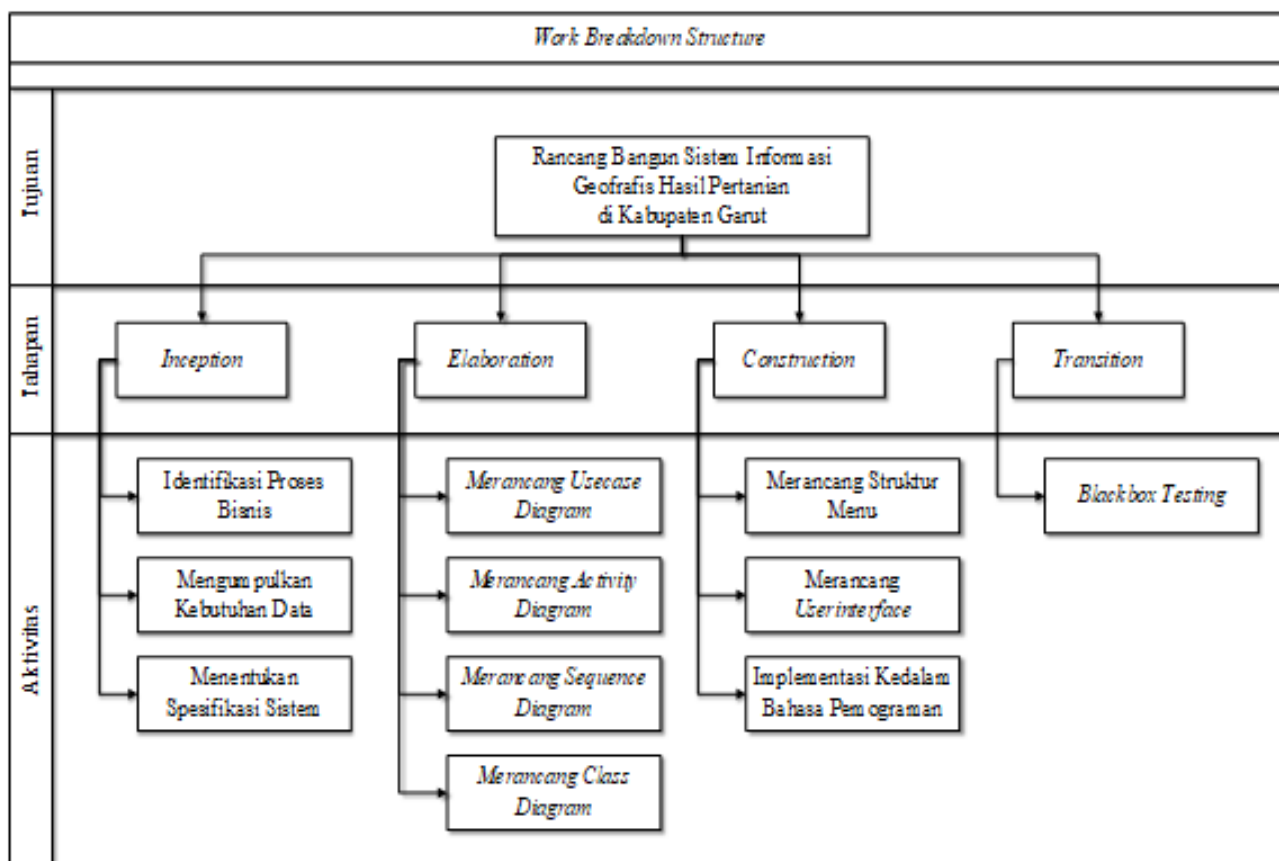 Work Breakdown Structure
Tujuan
Rancang Bangun Sistem Informasi
Geofrafis Hasil Pertanian
di Kabupaten Garut
Tahapan
Inception
Elaboration
Construction
Transition
Aktivitas
Identifikasi Proses
Bisnis
Mengumpulkan
Kebutuhan Data
Menentukan
Spesifikasi Sistem
Merancang Usecase
Diagram
Merancang Activity
Diagram
Merancang Sequence
Diagram
Merancang Class
Diagram
Merancang Struktur
Menu
Merancang
Userinterface
Implementasi Kedalam
Bahasa Pemograman
Blackbox Testing